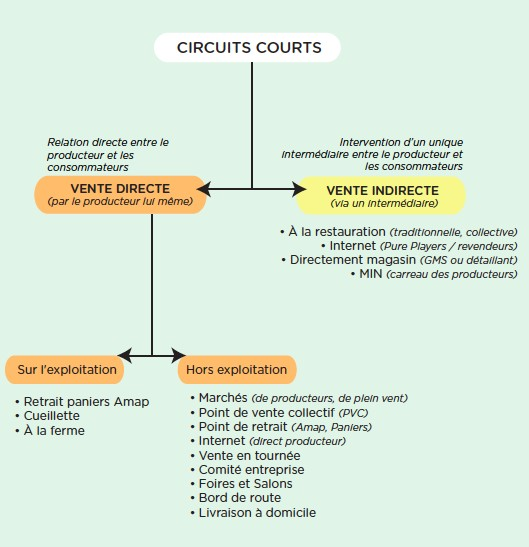 CIRCUITS COURTS
Relation directe entre le
producteur et les
consommateurs
VENTE DIRECTE
(par le producteur lui même)
Intervention d'un unique
intermédiaire entre le producteur et
les consommateurs
VENTE INDIRECTE
(via un intermédiaire)
• À la restauration (traditionnelle, collective)
• Internet (Pure Players / revendeurs)
• Directement magasin (GMS ou détaillant)
• MIN (carreau des producteurs)
Sur l'exploitation
• Retrait paniers Amap
• Cueillette
• À la ferme
Hors exploitation
• Marchés (de producteurs, de plein vent)
• Point de vente collectif (PVC)
• Point de retrait (Amap, Paniers)
• Internet (direct producteur)
• Vente en tournée
• Comité entreprise
• Foires et Salons
• Bord de route
• Livraison à domicile